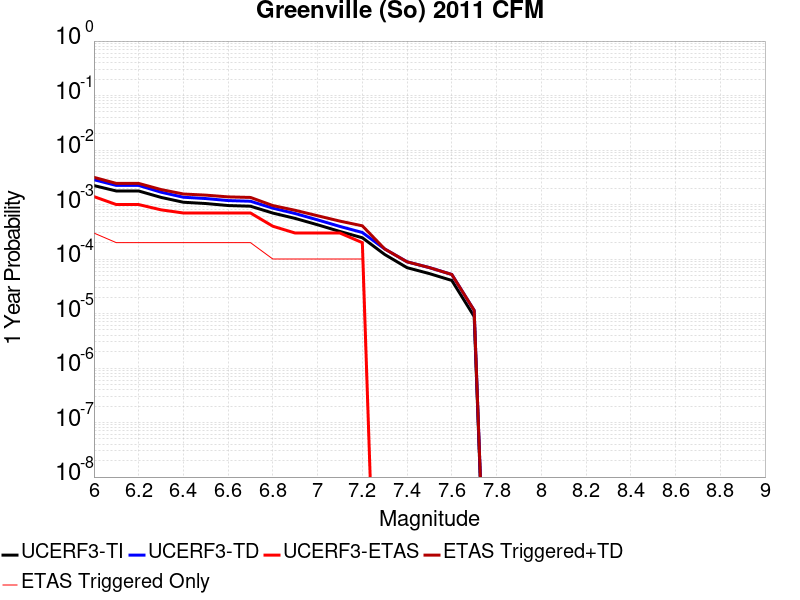 Greenville (So) 2011 CFM
10^0
10^-1
10^-2
10^-3
10^-4
10^-5
10^-6
10^-7
10^-8
1 Year Probability
6 6.2 6.4 6.6 6.8 7 7.2 7.4 7.6 7.8 8 8.2 8.4 8.6 8.8 9
Magnitude
UCERF3-TI UCERF3-TD UCERF3-ETAS ETAS Triggered+TD
ETAS Triggered Only